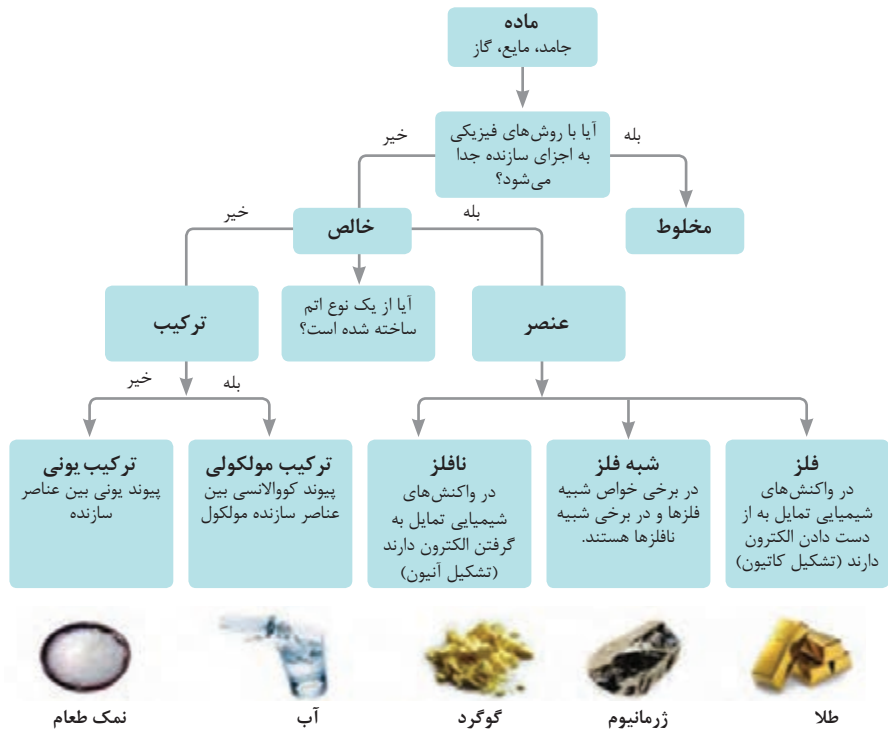 ماده
جامد، مایع، گاز
آیا با روش‌های فیزیکی
به اجزای سازنده جدا
می‌شود؟
بله
خیر
مخلوط
خالص
بله
خیر
آیا از یک نوع اتم
ساخته شده است؟
عنصر
ترکیب
بله
خیر
فلز
در واکنش‌های
شیمیایی تمایل به از
دست دادن الکترون
دارند (تشکیل کاتیون)
شبه فلز
در برخی خواص شبیه
فلزها و در برخی شبیه
نافلزها هستند.
نافلز
در واکنش‌های
شیمیایی تمایل به
گرفتن الکترون دارند
(تشکیل آنیون)
ترکیب مولکولی
پیوند کووالانسی بین
عناصر سازنده مولکول
ترکیب یونی
پیوند یونی بین عناصر
سازنده
طلا
ژرمانیوم
گوگرد
آب
نمک طعام